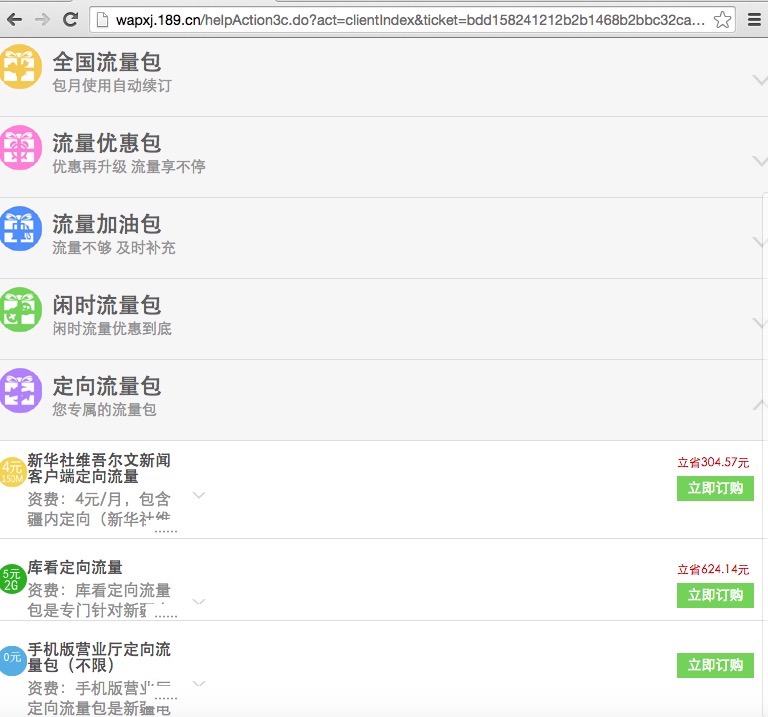 wapxj.189.cn/helpAction3c.do?act=clientIndex&ticket=bdd158241212b2b1468b2bbc32ca...
全国流量包
包月使用自动续订
流量优惠包
优惠再升级 流量享不停
流量加油包
流量不够 及时补充
闲时流量包
闲时流量优惠到底
定向流量包
您专属的流量包
4元
150M
新华社维吾尔文新闻
客户端定向流量
资费：4元/月，包含
疆内定向（新华社维
......
立省304.57元
立即订购
5元
2G
库看定向流量
资费：库看定向流量
包是专门针对新疆
......
立省624.14元
立即订购
0元
手机版营业厅定向流
量包（不限）
资费：手机版营业
......
定向流量包是新疆电
立即订购